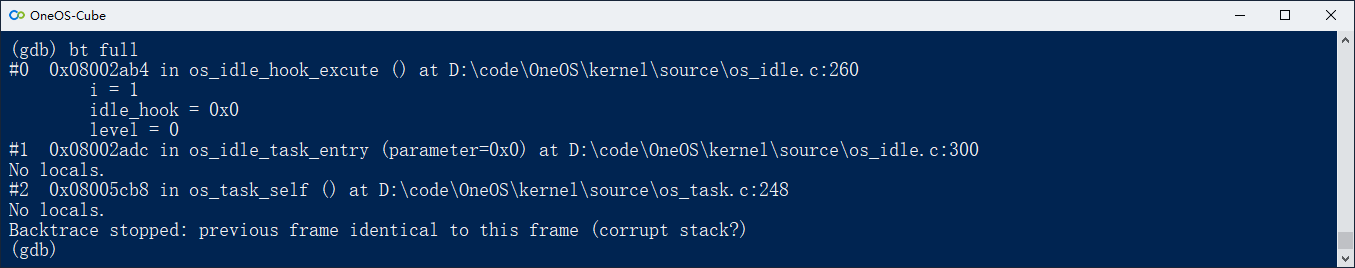 OneOS-Cube
(gdb) bt full
#0  0x08002ab4 in os_idle_hook_excute () at D:\code\OneOS\kernel\source\os_idle.c:260
        i = 1
        idle_hook = 0x0
        level = 0
#1  0x08002adc in os_idle_task_entry (parameter=0x0) at D:\code\OneOS\kernel\source\os_idle.c:300
No locals.
#2  0x08005cb8 in os_task_self () at D:\code\OneOS\kernel\source\os_task.c:248
No locals.
Backtrace stopped: previous frame identical to this frame (corrupt stack?)
(gdb)